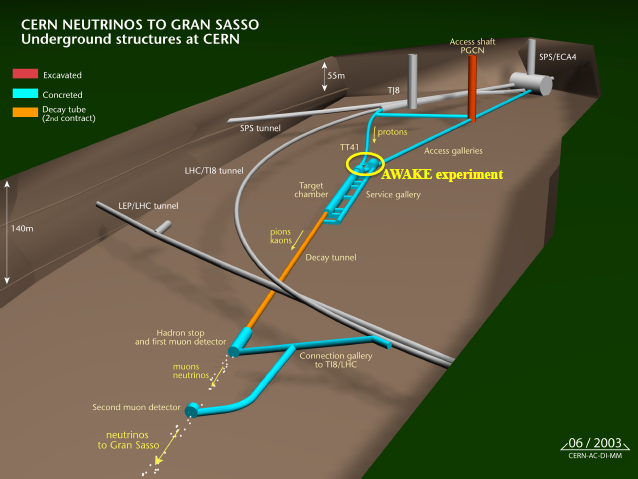 CERN NEUTRINOS TO GRAN SASSO
Underground structures at CERN
Excavated
Concreted
Decay tube
(2nd contract)
55m
Access shaft
PGCN
SPS/ECA4
TJ8
SPS tunnel
protons
TT41
Access galleries
LHC/TI8 tunnel
AWAKE experiment
Target
chamber
Service gallery
LEP/LHC tunnel
140m
pions
kaons
Decay tunnel
Hadron stop
and first muon detector
Connection gallery
to TI8/LHC
muons
neutrinos
Second muon detector
neutrinos
to Gran Sasso
06 / 2003
CERN-AC-DI-MM